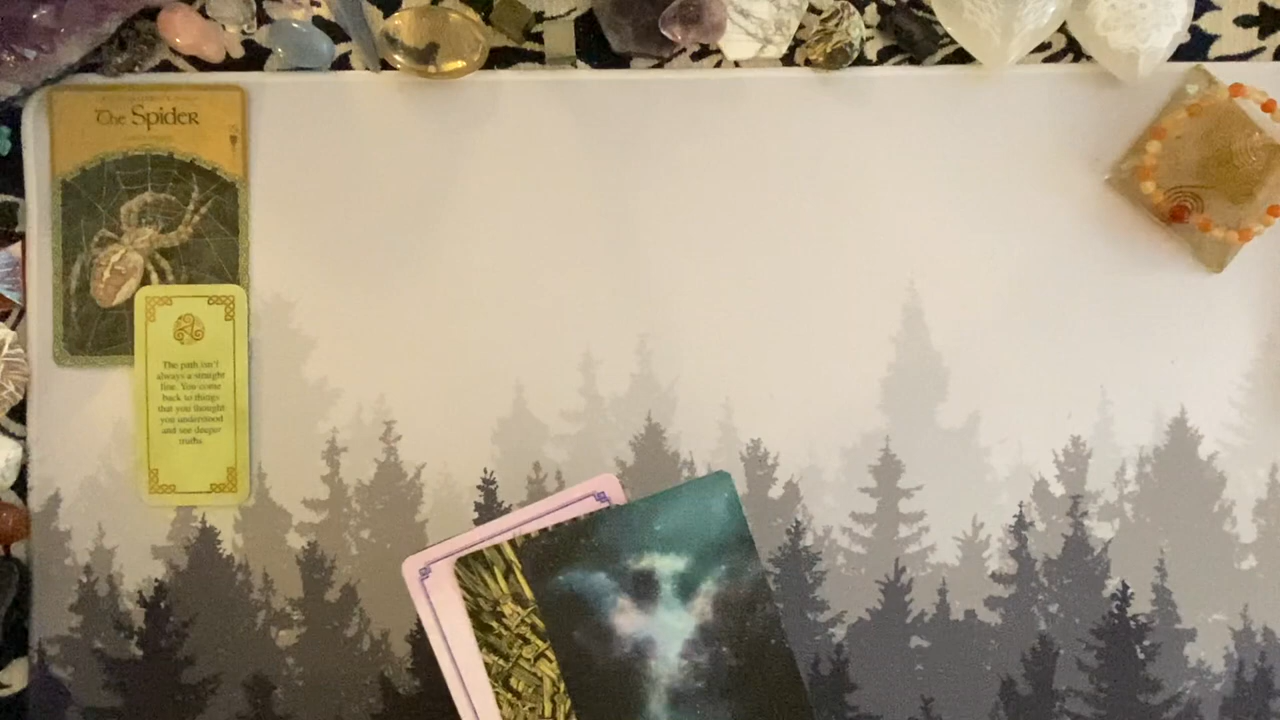 The Spider
The path isn't
always a straight
line. You come
back to things
that you thought
you understood
and see deeper
truths.